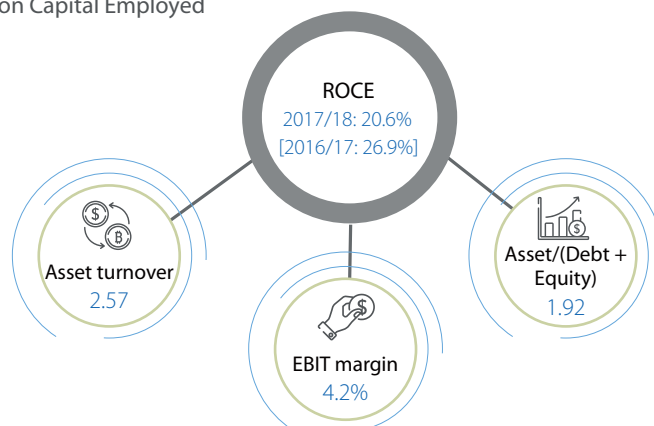 on Capital Employed
ROCE
2017/18: 20.6%
[2016/17: 26.9%]
$
₿
Asset turnover
2.57
$
EBIT margin
4.2%
$
Asset/(Debt +
Equity)
1.92